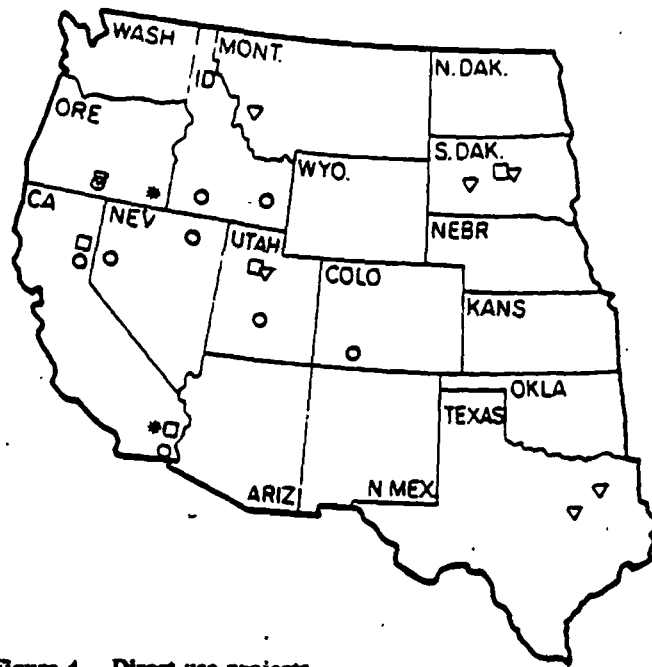 WASH
MONT.
ID
N. DAK.
ORE
S. DAK.
WYO.
CA
NEV
UTAH
NEBR
COLO
KANS
OKLA
TEXAS
ARIZ
N MEX
Figure 4. Direct use projects